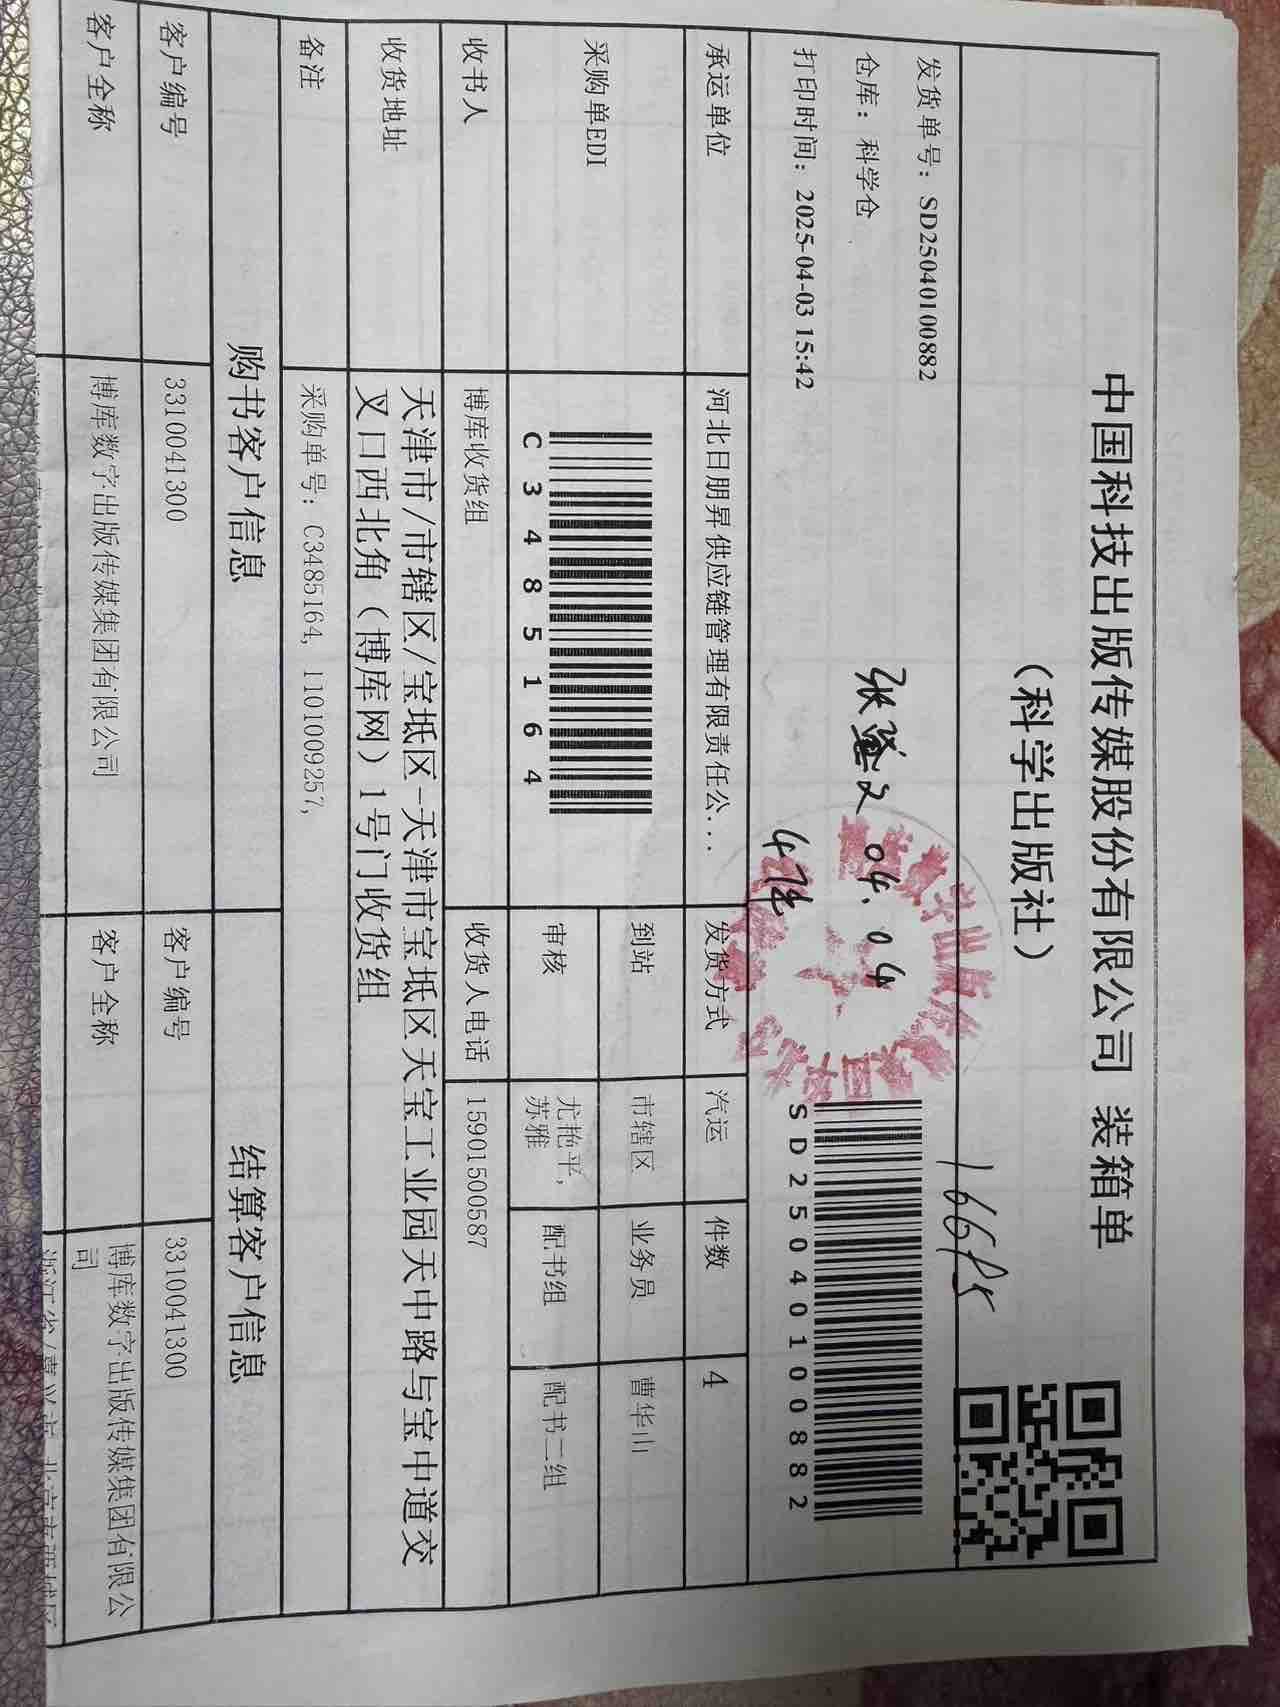 中国科技出版传媒股份有限公司 装箱单
（科学出版社）
发货单号：SD25040100882
仓库：科学仓
打印时间：2025-04-03 15:42
04.04
4件
SD25040100882
承运单位 河北日朋昇供应链管理有限责任公... 发货方式 汽运 件数 4
采购单EDI C3485164 到站 市辖区 业务员 曹华山
审核 尤艳平，苏雅 配书组 配书二组
收书人 博库收货组 收货人电话 15901500587
收货地址 天津市/市辖区/宝坻区-天津市宝坻区天宝工业园天中路与宝中道交
叉口西北角（博库网）1号门收货组
备注 采购单号：C3485164, 1101009257,
购书客户信息 结算客户信息
客户编号 3310041300 客户编号 3310041300
客户全称 博库数字出版传媒集团有限公司 客户全称 博库数字出版传媒集团有限公
司